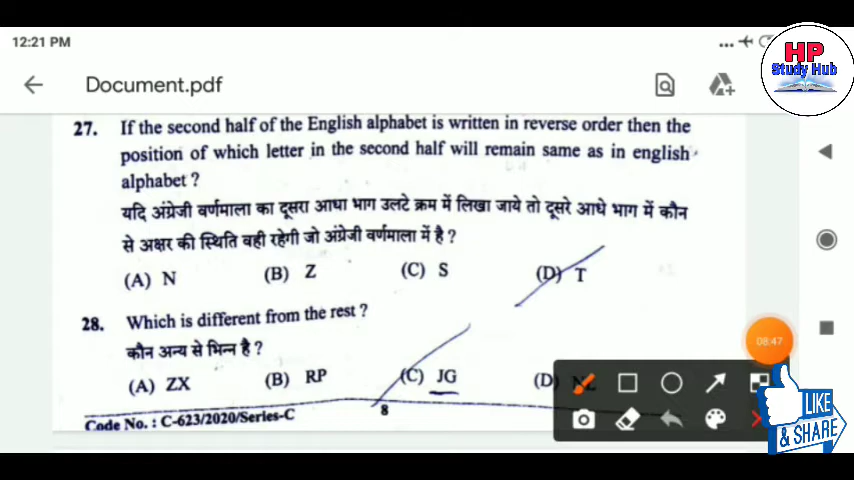 12:21 PM
HP
Study Hub
Document.pdf
27. If the second half of the English alphabet is written in reverse order then the
position of which letter in the second half will remain same as in english
alphabet ?
यदि अंग्रेजी वर्णमाला का दूसरा आधा भाग उलटे क्रम में लिखा जाये तो दूसरे आधे भाग में कौन
से अक्षर की स्थिति वही रहेगी जो अंग्रेजी वर्णमाला में है ?
(A) N (B) Z (C) S (D) T
28. Which is different from the rest ?
कौन अन्य से भिन्न है ?
(A) ZX (B) RP (C) JG (D)
08:47
Code No. : C-623/2020/Series-C
8
LIKE
& SHARE